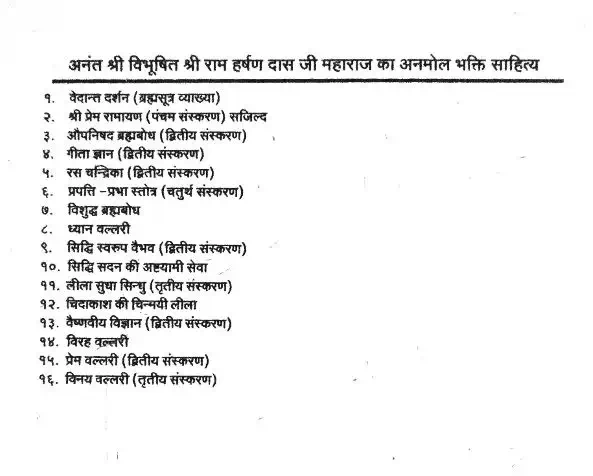 अनंत श्री विभूषित श्री राम हर्षण दास जी महाराज का अनमोल भक्ति साहित्य
१. वेदान्त दर्शन (ब्रह्मसूत्र व्याख्या)
२. श्री प्रेम रामायण (पंचम संस्करण) सजिल्द
३. औपनिषद ब्रह्मबोध (द्वितीय संस्करण)
४. गीता ज्ञान (द्वितीय संस्करण)
५. रस चन्द्रिका (द्वितीय संस्करण)
६. प्रपत्ति -प्रभा स्तोत्र (चतुर्थ संस्करण)
७. विशुद्ध ब्रह्मबोध
८. ध्यान वल्लरी
९. सिद्धि स्वरुप वैभव (द्वितीय संस्करण)
१०. सिद्धि सदन की अष्टयामी सेवा
११. लीला सुधा सिन्धु (तृतीय संस्करण)
१२. चिदाकाश की चिन्मयी लीला
१३. वैष्णवीय विज्ञान (द्वितीय संस्करण)
१४. विरह वल्लरी
१५. प्रेम वल्लरी (द्वितीय संस्करण)
१६. विनय वल्लरी (तृतीय संस्करण)